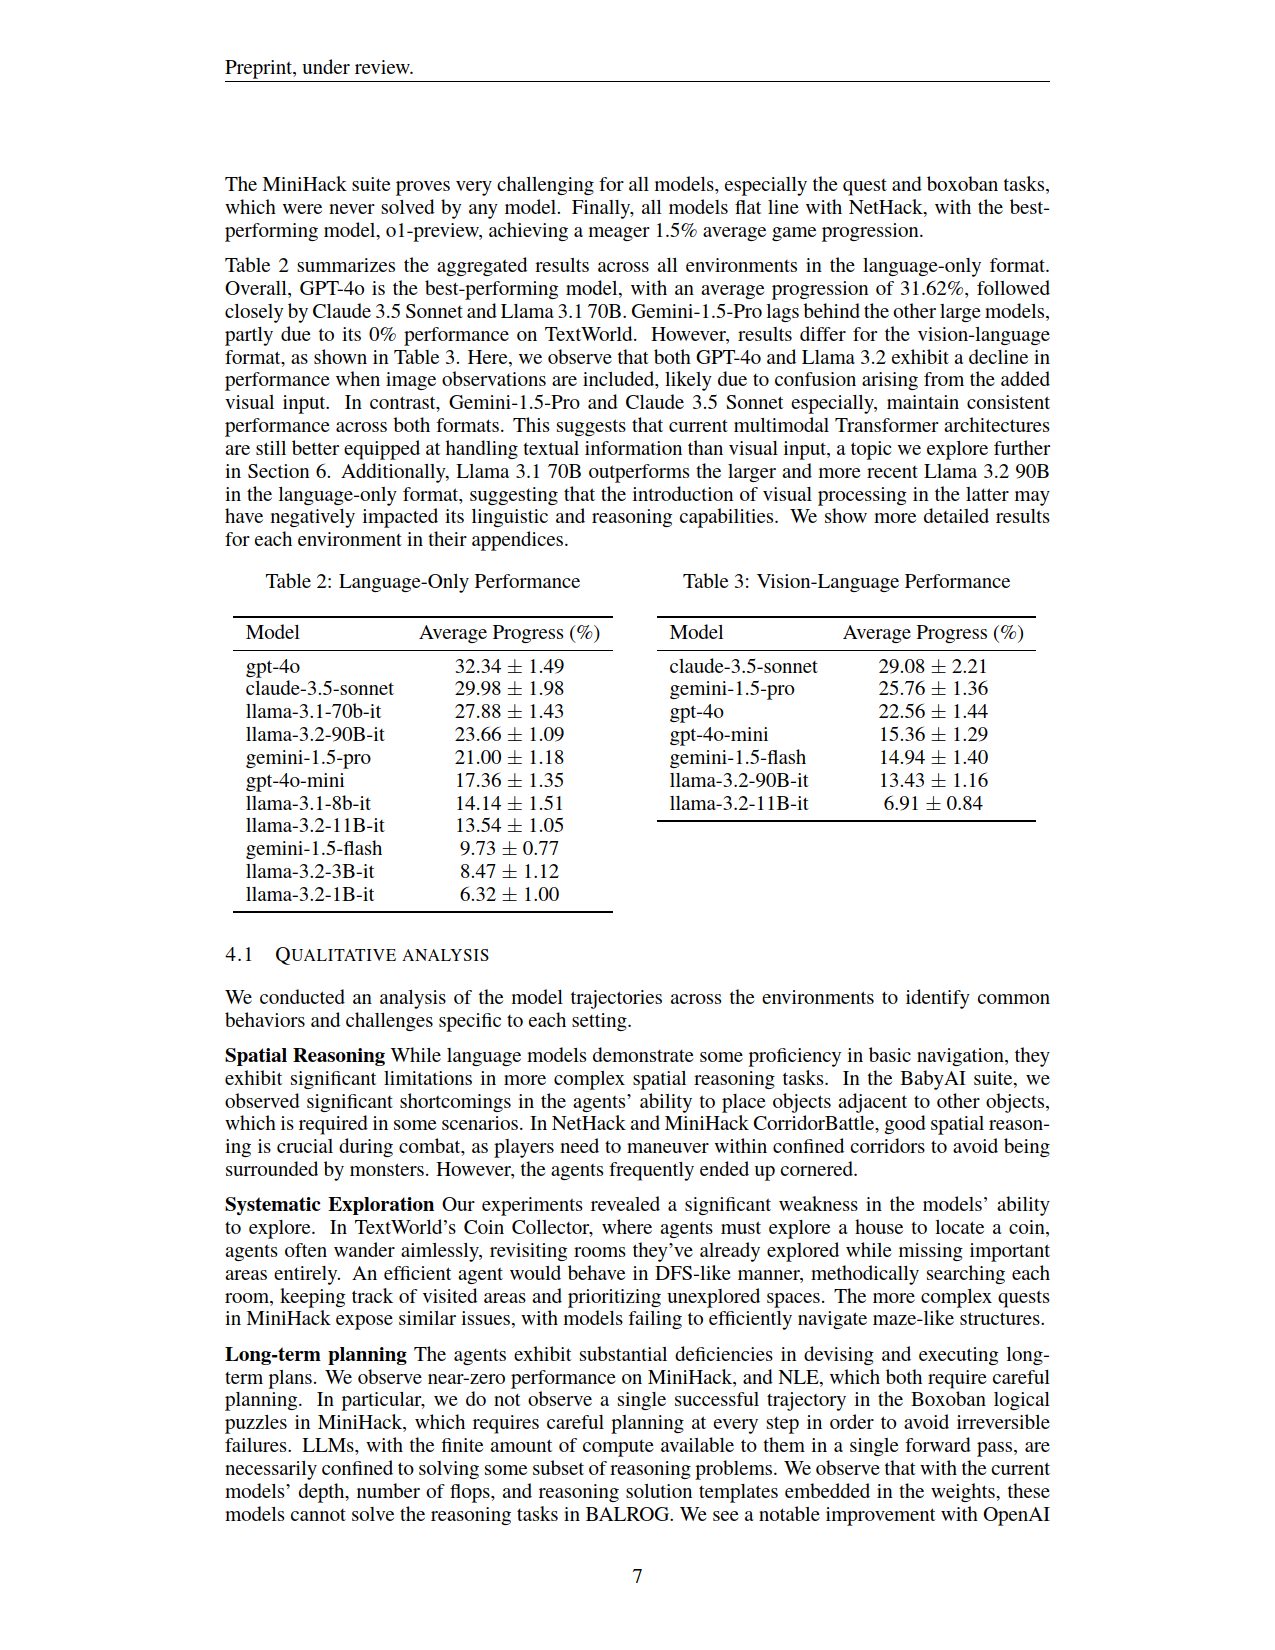 Preprint, under review.
The MiniHack suite proves very challenging for all models, especially the quest and boxoban tasks,
which were never solved by any model. Finally, all models flat line with NetHack, with the best-
performing model, o1-preview, achieving a meager 1.5% average game progression.
Table 2 summarizes the aggregated results across all environments in the language-only format.
Overall, GPT-4o is the best-performing model, with an average progression of 31.62%, followed
closely by Claude 3.5 Sonnet and Llama 3.1 70B. Gemini-1.5-Pro lags behind the other large models,
partly due to its 0% performance on TextWorld. However, results differ for the vision-language
format, as shown in Table 3. Here, we observe that both GPT-4o and Llama 3.2 exhibit a decline in
performance when image observations are included, likely due to confusion arising from the added
visual input. In contrast, Gemini-1.5-Pro and Claude 3.5 Sonnet especially, maintain consistent
performance across both formats. This suggests that current multimodal Transformer architectures
are still better equipped at handling textual information than visual input, a topic we explore further
in Section 6. Additionally, Llama 3.1 70B outperforms the larger and more recent Llama 3.2 90B
in the language-only format, suggesting that the introduction of visual processing in the latter may
have negatively impacted its linguistic and reasoning capabilities. We show more detailed results
for each environment in their appendices.
Table 2: Language-Only Performance
Model Average Progress (%)
gpt-4o 32.34 ± 1.49
claude-3.5-sonnet 29.98 ± 1.98
llama-3.1-70b-it 27.88 ± 1.43
llama-3.2-90B-it 23.66 ± 1.09
gemini-1.5-pro 21.00 ± 1.18
gpt-4o-mini 17.36 ± 1.35
llama-3.1-8b-it 14.14 ± 1.51
llama-3.2-11B-it 13.54 ± 1.05
gemini-1.5-flash 9.73 ± 0.77
llama-3.2-3B-it 8.47 ± 1.12
llama-3.2-1B-it 6.32 ± 1.00
Table 3: Vision-Language Performance
Model Average Progress (%)
claude-3.5-sonnet 29.08 ± 2.21
gemini-1.5-pro 25.76 ± 1.36
gpt-4o 22.56 ± 1.44
gpt-4o-mini 15.36 ± 1.29
gemini-1.5-flash 14.94 ± 1.40
llama-3.2-90B-it 13.43 ± 1.16
llama-3.2-11B-it 6.91 ± 0.84
4.1 QUALITATIVE ANALYSIS
We conducted an analysis of the model trajectories across the environments to identify common
behaviors and challenges specific to each setting.
Spatial Reasoning While language models demonstrate some proficiency in basic navigation, they
exhibit significant limitations in more complex spatial reasoning tasks. In the BabyAI suite, we
observed significant shortcomings in the agents' ability to place objects adjacent to other objects,
which is required in some scenarios. In NetHack and MiniHack CorridorBattle, good spatial reason-
ing is crucial during combat, as players need to maneuver within confined corridors to avoid being
surrounded by monsters. However, the agents frequently ended up cornered.
Systematic Exploration Our experiments revealed a significant weakness in the models' ability
to explore. In TextWorld's Coin Collector, where agents must explore a house to locate a coin,
agents often wander aimlessly, revisiting rooms they've already explored while missing important
areas entirely. An efficient agent would behave in DFS-like manner, methodically searching each
room, keeping track of visited areas and prioritizing unexplored spaces. The more complex quests
in MiniHack expose similar issues, with models failing to efficiently navigate maze-like structures.
Long-term planning The agents exhibit substantial deficiencies in devising and executing long-
term plans. We observe near-zero performance on MiniHack, and NLE, which both require careful
planning. In particular, we do not observe a single successful trajectory in the Boxoban logical
puzzles in MiniHack, which requires careful planning at every step in order to avoid irreversible
failures. LLMs, with the finite amount of compute available to them in a single forward pass, are
necessarily confined to solving some subset of reasoning problems. We observe that with the current
models' depth, number of flops, and reasoning solution templates embedded in the weights, these
models cannot solve the reasoning tasks in BALROG. We see a notable improvement with OpenAI
7